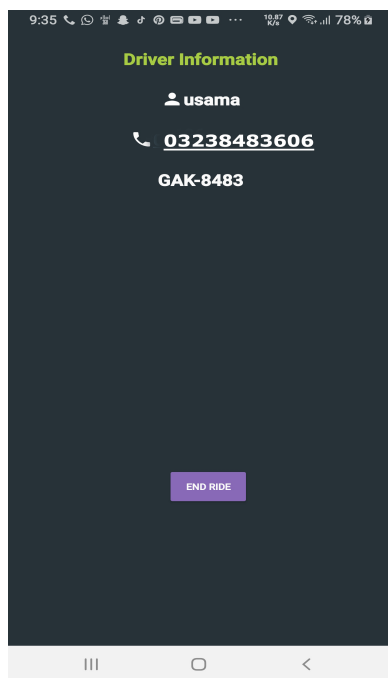 9:35 ... 10.87 K/s 78%
Driver Information
usama
03238483606
GAK-8483
END RIDE